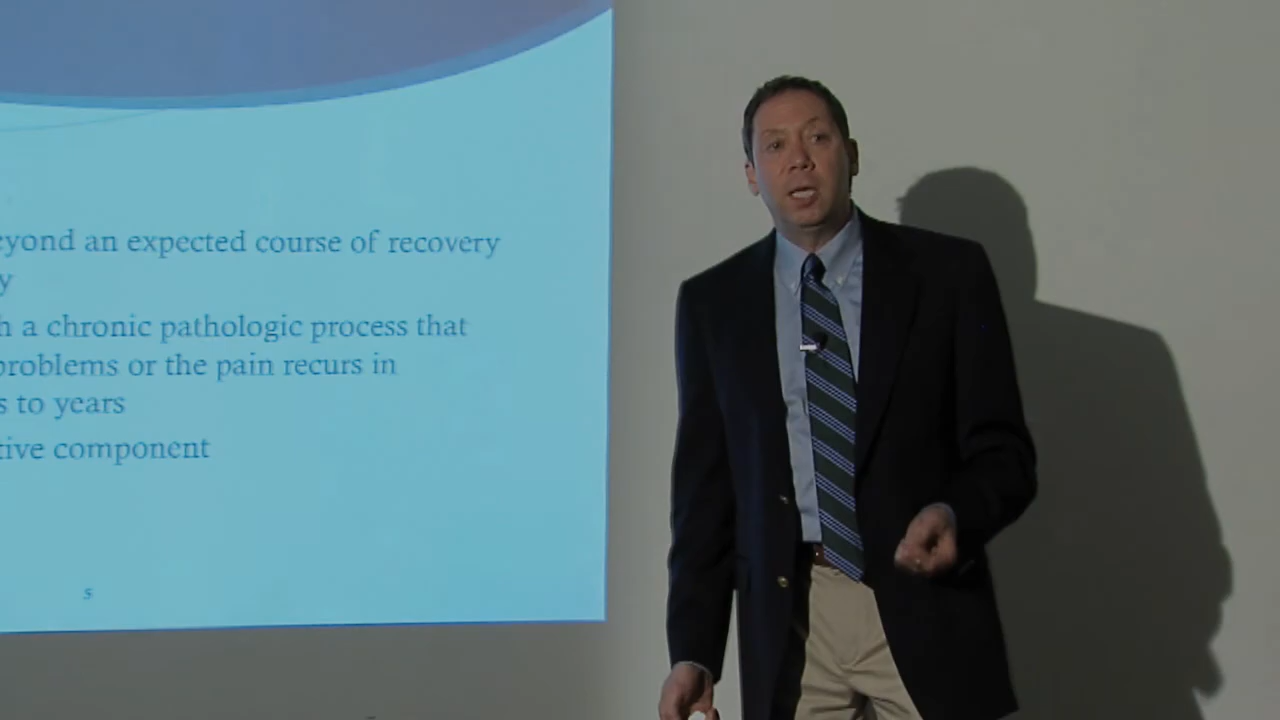 eyond an expected course of recovery
y
h a chronic pathologic process that
problems or the pain recurs in
s to years
tive component
5